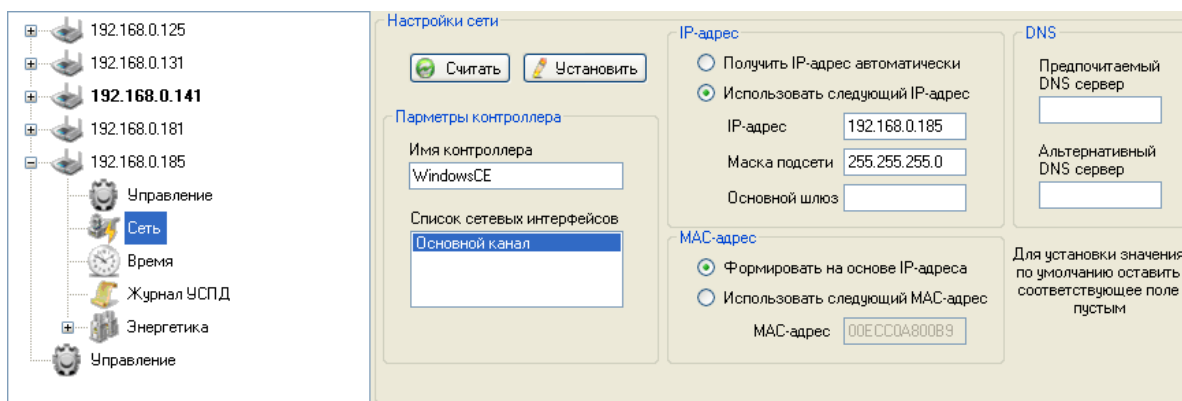 192.168.0.125
192.168.0.131
192.168.0.141
192.168.0.181
192.168.0.185
Управление
Сеть
Время
Журнал УСПД
Энергетика
Управление
Настройки сети
Считать
Установить
Парметры контроллера
Имя контроллера
WindowsCE
Список сетевых интерфейсов
Основной канал
IP-адрес
Получить IP-адрес автоматически
Использовать следующий IP-адрес
IP-адрес
192.168.0.185
Маска подсети
255.255.255.0
Основной шлюз
MAC-адрес
Формировать на основе IP-адреса
Использовать следующий MAC-адрес
MAC-адрес
00ECC0A800B9
DNS
Предпочитаемый
DNS сервер
Альтернативный
DNS сервер
Для установки значения
по умолчанию оставить
соответствующее поле
пустым